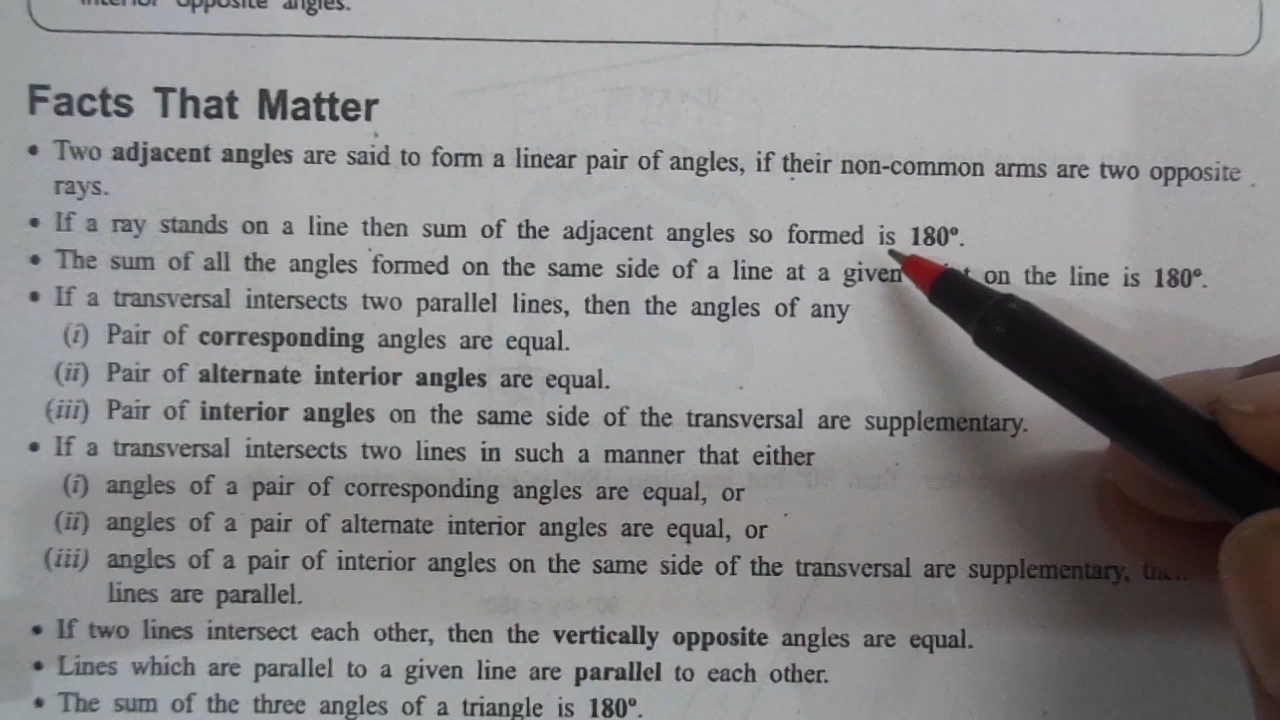 interior opposite angles.
Facts That Matter
• Two adjacent angles are said to form a linear pair of angles, if their non-common arms are two opposite
rays.
• If a ray stands on a line then sum of the adjacent angles so formed is 180º.
• The sum of all the angles formed on the same side of a line at a given on the line is 180º.
• If a transversal intersects two parallel lines, then the angles of any
(i) Pair of corresponding angles are equal.
(ii) Pair of alternate interior angles are equal.
(iii) Pair of interior angles on the same side of the transversal are supplementary.
• If a transversal intersects two lines in such a manner that either
(i) angles of a pair of corresponding angles are equal, or
(ii) angles of a pair of alternate interior angles are equal, or
(iii) angles of a pair of interior angles on the same side of the transversal are supplementary,
lines are parallel.
• If two lines intersect each other, then the vertically opposite angles are equal.
• Lines which are parallel to a given line are parallel to each other.
• The sum of the three angles of a triangle is 180º.